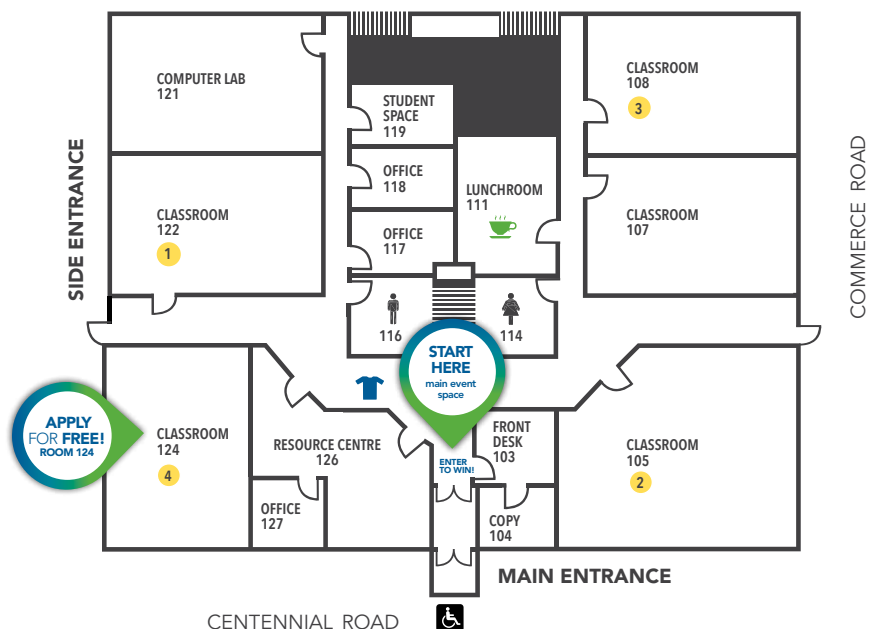 COMPUTER LAB
121
STUDENT
SPACE
119
CLASSROOM
108
3
OFFICE
118
LUNCHROOM
111
SIDE ENTRANCE
COMMERCE ROAD
CLASSROOM
122
1
OFFICE
117
CLASSROOM
107
116
114
START
HERE
main event
space
APPLY
FOR FREE!
ROOM 124
CLASSROOM
124
4
RESOURCE CENTRE
126
ENTER
TO WIN!
FRONT
DESK
103
CLASSROOM
105
2
OFFICE
127
COPY
104
MAIN ENTRANCE
CENTENNIAL ROAD